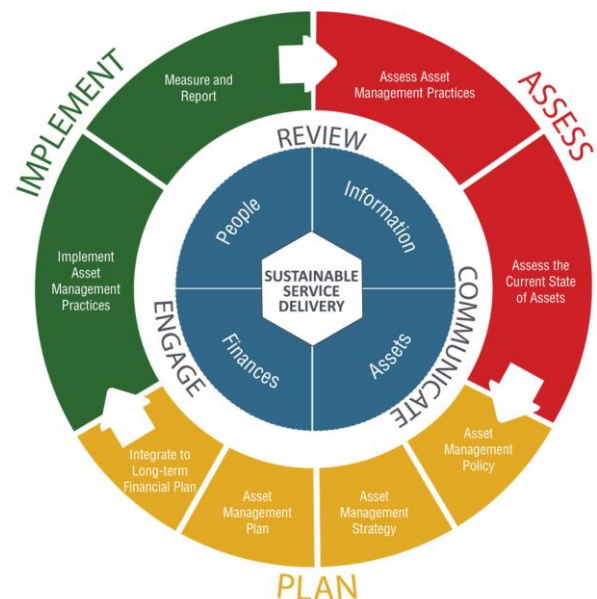 IMPLEMENT
Measure and
Report
Assess Asset
Management Practices
ASSESS
REVIEW
People
Information
Implement
Asset
Management
Practices
SUSTAINABLE
SERVICE
DELIVERY
Assess the
Current State
of Assets
ENGAGE
COMMUNICATE
Finances
Assets
Integrate to
Long-term
Financial Plan
Asset
Management
Plan
Asset
Management
Strategy
Asset
Management
Policy
PLAN